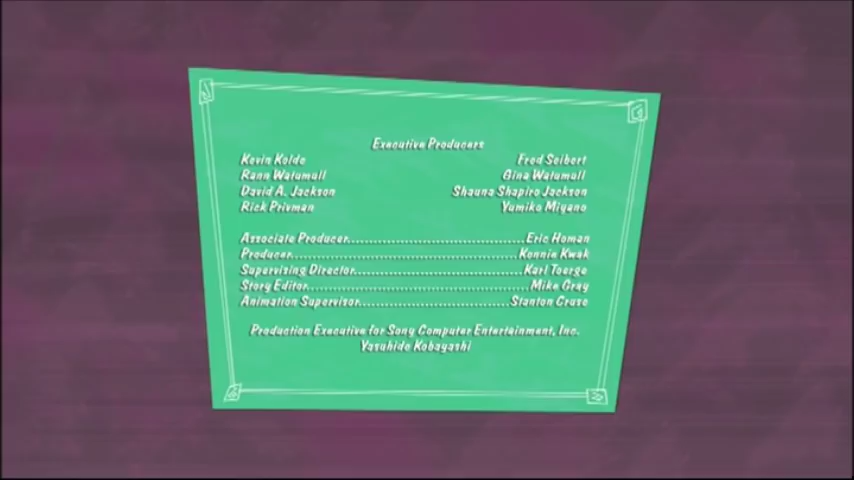 Executive Producers
Kevin Kolde Fred Seibert
Rann Watumull Gina Watumull
David A. Jackson Shauna Shapiro Jackson
Rick Privman Yumiko Miyano
Associate Producer........................................Eric Homan
Producer.....................................................Konnie Kwak
Supervising Director.......................................Karl Toerge
Story Editor...................................................Mike Gray
Animation Supervisor...................................Stanton Cruse
Production Executive for Sony Computer Entertainment, Inc.
Yasuhide Kobayashi